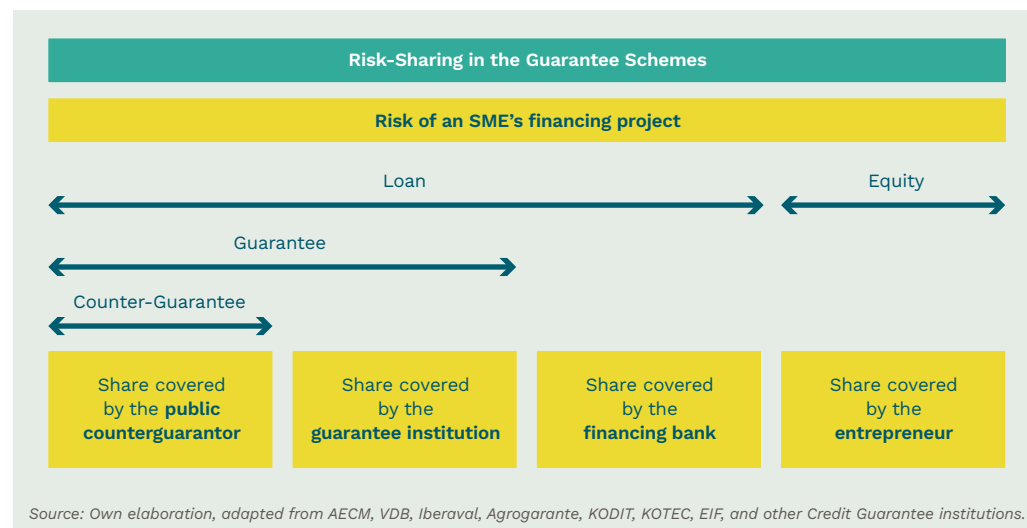 Risk-Sharing in the Guarantee Schemes
Risk of an SME’s financing project
Loan
Equity
Guarantee
Counter-Guarantee
Share covered
by the public
counterguarantor
Share covered
by the
guarantee institution
Share covered
by the
financing bank
Share covered
by the
entrepreneur
Source: Own elaboration, adapted from AECM, VDB, Iberaval, Agrogarante, KODIT, KOTEC, EIF, and other Credit Guarantee institutions.